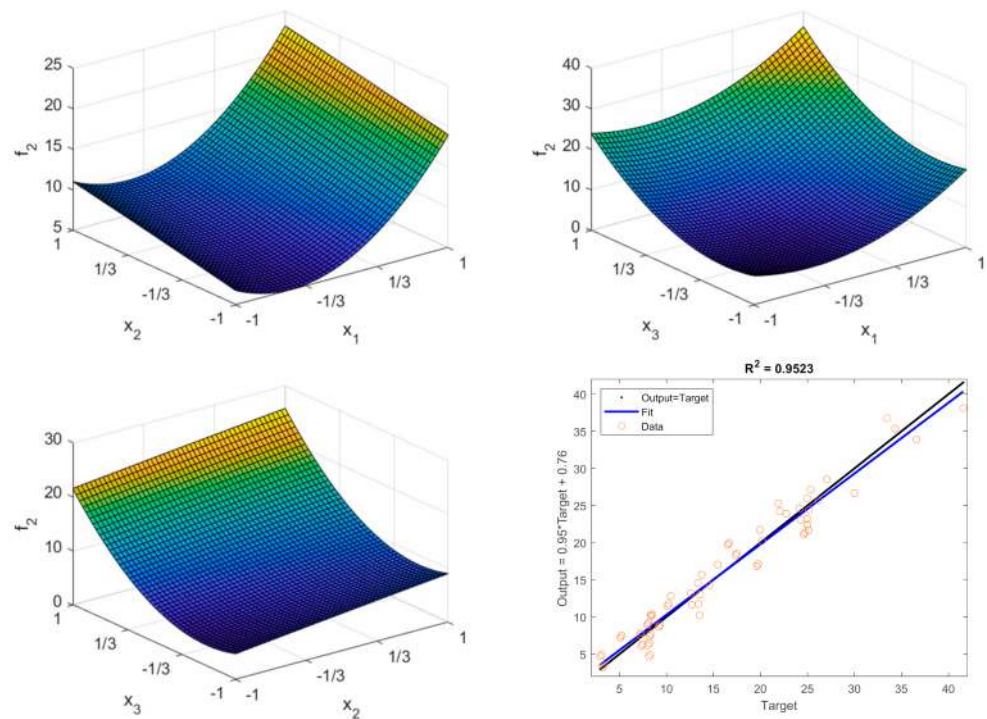 25
20
15
10
5
f2
1
1/3
-1/3
-1
x2
-1
-1/3
1/3
1
x1
40
30
20
10
0
f2
1
1/3
-1/3
-1
x3
-1
-1/3
1/3
1
x1
30
20
10
0
f2
1
1/3
-1/3
-1
x3
-1
-1/3
1/3
1
x2
R2 = 0.9523
Output=Target
Fit
Data
Output = 0.95*Target + 0.76
40
35
30
25
20
15
10
5
5 10 15 20 25 30 35 40
Target